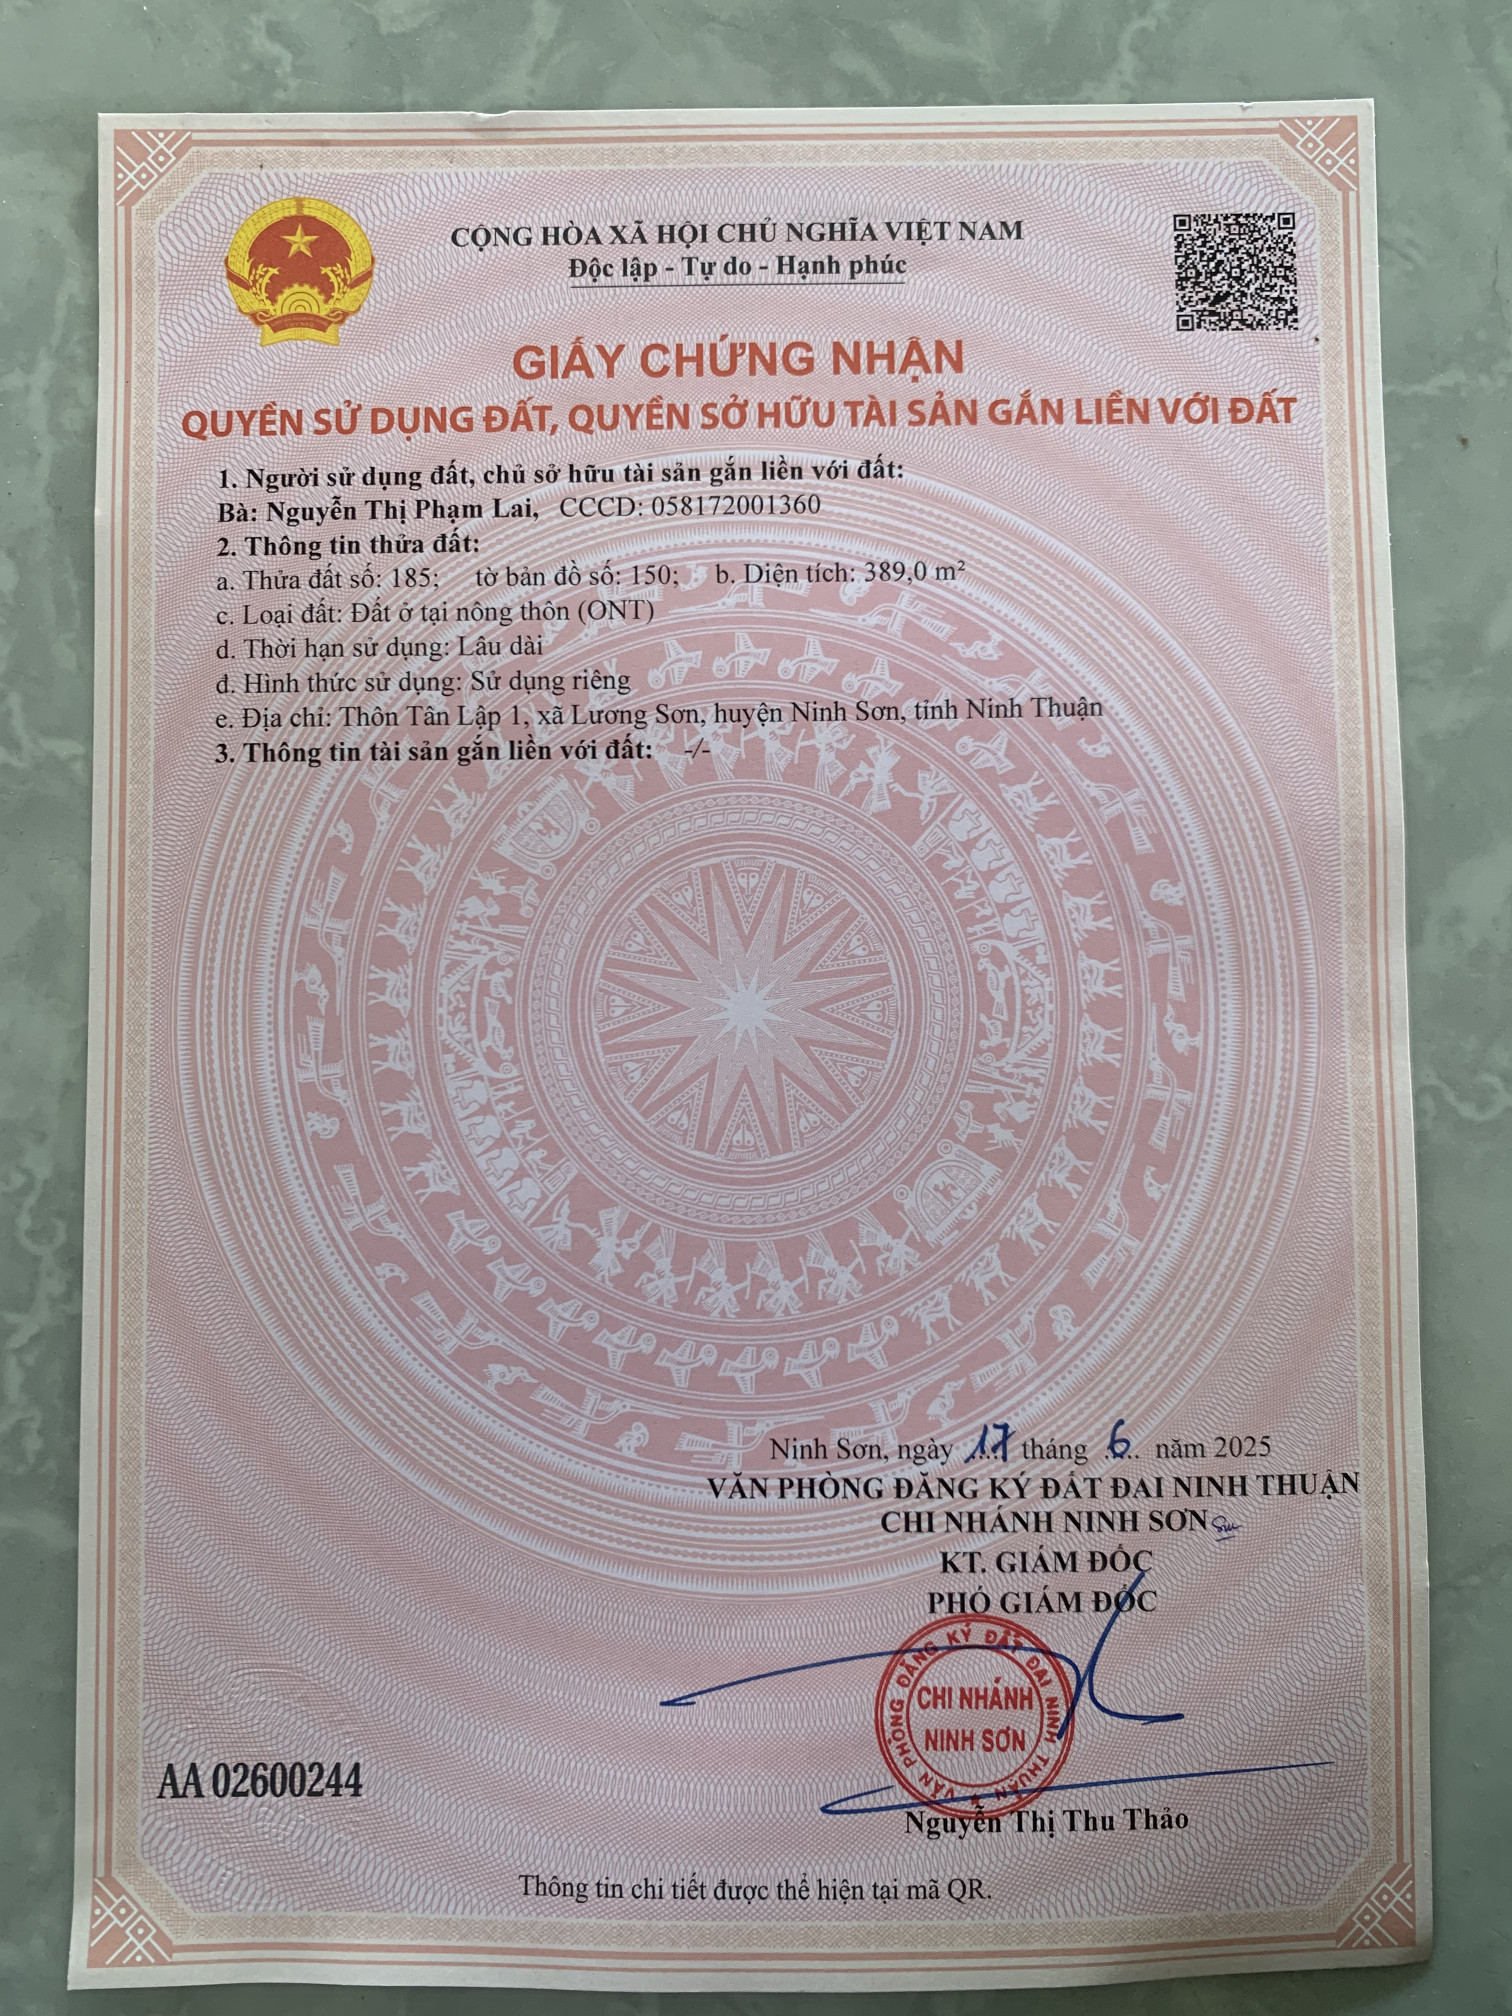 CỘNG HÒA XÃ HỘI CHỦ NGHĨA VIỆT NAM
Độc lập - Tự do - Hạnh phúc
GIẤY CHỨNG NHẬN
QUYỀN SỬ DỤNG ĐẤT, QUYỀN SỞ HỮU TÀI SẢN GẮN LIỀN VỚI ĐẤT
1. Người sử dụng đất, chủ sở hữu tài sản gắn liền với đất:
Bà: Nguyễn Thị Phạm Lai, CCCD: 058172001360
2. Thông tin thửa đất:
a. Thửa đất số: 185; tờ bản đồ số: 150; b. Diện tích: 389,0 m²
c. Loại đất: Đất ở tại nông thôn (ONT)
d. Thời hạn sử dụng: Lâu dài
đ. Hình thức sử dụng: Sử dụng riêng
e. Địa chỉ: Thôn Tân Lập 1, xã Lương Sơn, huyện Ninh Sơn, tỉnh Ninh Thuận
3. Thông tin tài sản gắn liền với đất: -/-
Ninh Sơn, ngày 17 tháng 6 năm 2025
VĂN PHÒNG ĐĂNG KÝ ĐẤT ĐAI NINH THUẬN
CHI NHÁNH NINH SƠN
KT. GIÁM ĐỐC
PHÓ GIÁM ĐỐC
VĂN PHÒNG ĐĂNG KÝ ĐẤT ĐAI NINH THUẬN
CHI NHÁNH
NINH SƠN
Nguyễn Thị Thu Thảo
AA 02600244
Thông tin chi tiết được thể hiện tại mã QR.